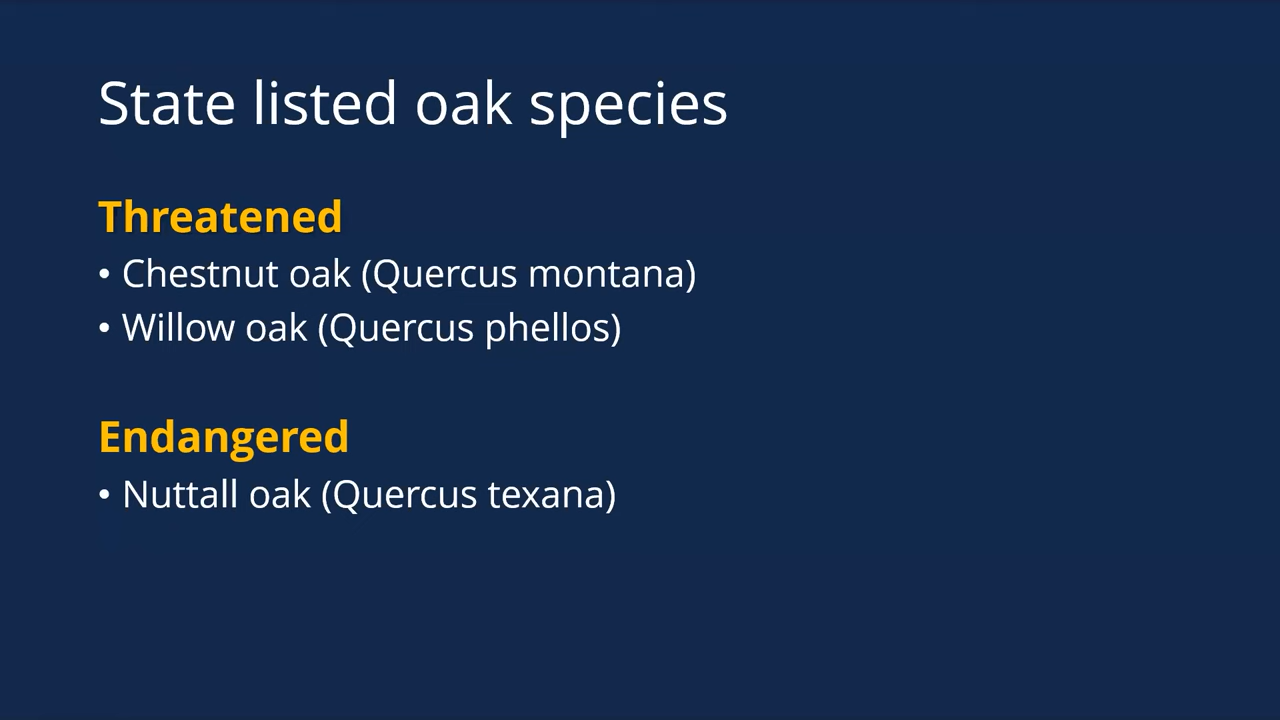 State listed oak species
Threatened
• Chestnut oak (Quercus montana)
• Willow oak (Quercus phellos)
Endangered
• Nuttall oak (Quercus texana)